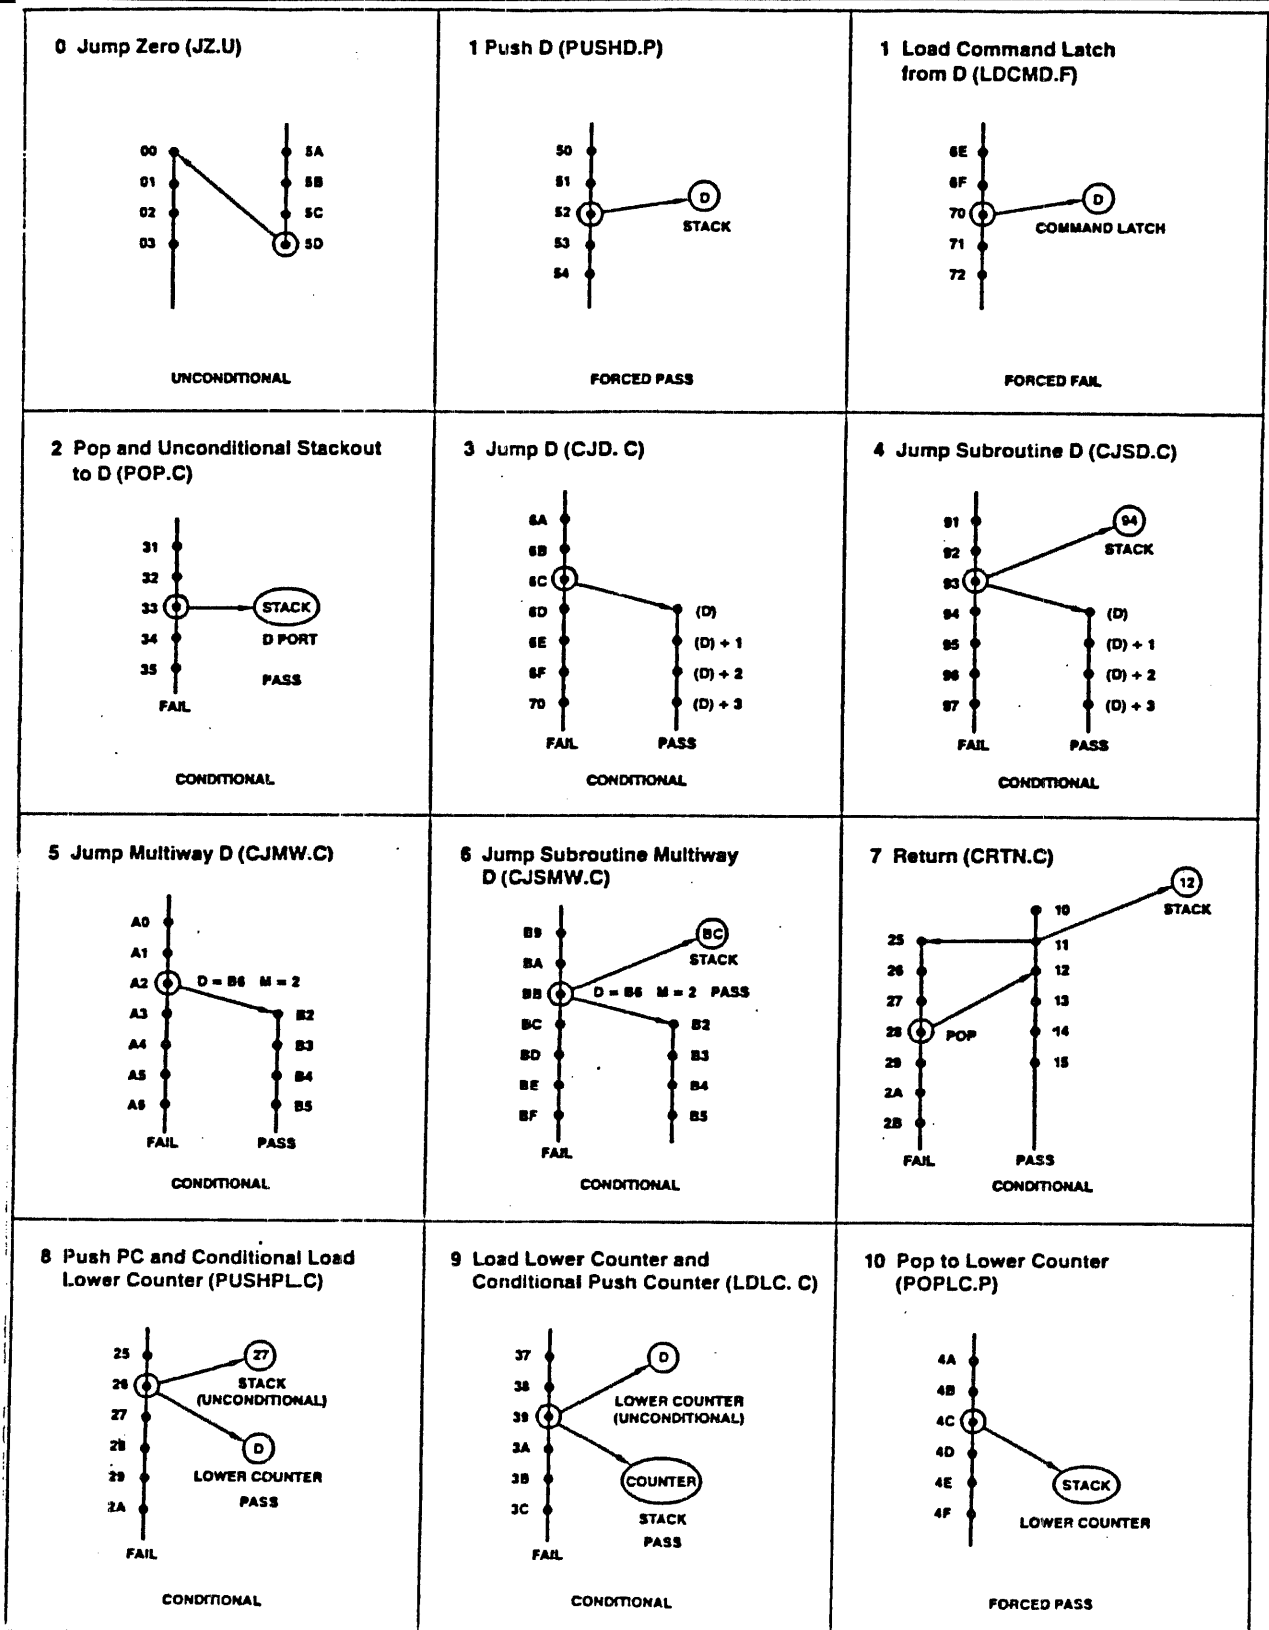 0 Jump Zero (JZ.U)
00
01
02
03
5A
5B
5C
5D
UNCONDITIONAL
1 Push D (PUSHD.P)
50
51
52
53
54
D
STACK
FORCED PASS
1 Load Command Latch
from D (LDCMD.F)
6E
6F
70
71
72
D
COMMAND LATCH
FORCED FAIL
2 Pop and Unconditional Stackout
to D (POP.C)
31
32
33
34
35
STACK
D PORT
PASS
FAIL
CONDITIONAL
3 Jump D (CJD. C)
6A
6B
6C
6D
6E
6F
70
(D)
(D) + 1
(D) + 2
(D) + 3
FAIL PASS
CONDITIONAL
4 Jump Subroutine D (CJSD.C)
91
92
93
94
95
96
97
94
STACK
(D)
(D) + 1
(D) + 2
(D) + 3
FAIL PASS
CONDITIONAL
5 Jump Multiway D (CJMW.C)
A0
A1
A2
A3
A4
A5
A6
D = B6 M = 2
B2
B3
B4
B5
FAIL PASS
CONDITIONAL
6 Jump Subroutine Multiway
D (CJSMW.C)
B9
BA
BB
BC
BD
BE
BF
BC
STACK
D = B6 M = 2 PASS
B2
B3
B4
B5
FAIL
CONDITIONAL
7 Return (CRTN.C)
12
STACK
10
11
12
13
14
15
25
26
27
28
29
2A
2B
POP
FAIL PASS
CONDITIONAL
8 Push PC and Conditional Load
Lower Counter (PUSHPL.C)
25
26
27
28
29
2A
27
STACK
(UNCONDITIONAL)
D
LOWER COUNTER
PASS
FAIL
CONDITIONAL
9 Load Lower Counter and
Conditional Push Counter (LDLC. C)
37
38
39
3A
3B
3C
D
LOWER COUNTER
(UNCONDITIONAL)
COUNTER
STACK
PASS
FAIL
CONDITIONAL
10 Pop to Lower Counter
(POPLC.P)
4A
4B
4C
4D
4E
4F
STACK
LOWER COUNTER
FORCED PASS